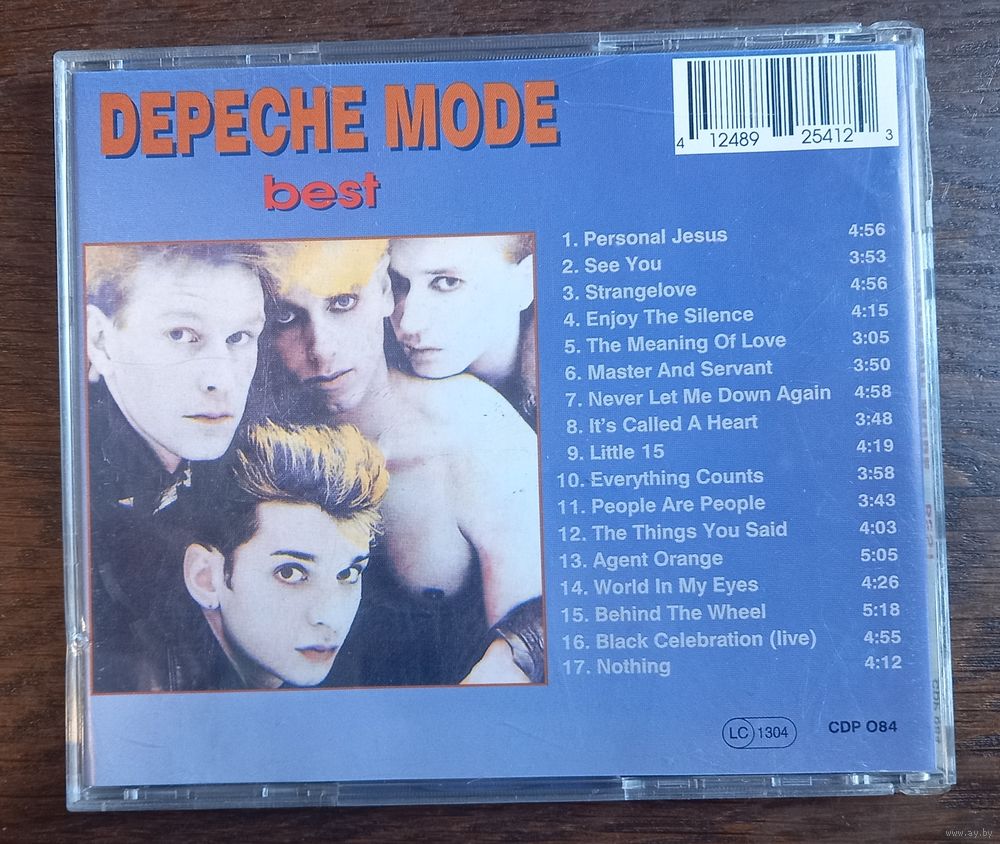 DEPECHE MODE
best
4 12489 25412 3
1. Personal Jesus 4:56
2. See You 3:53
3. Strangelove 4:56
4. Enjoy The Silence 4:15
5. The Meaning Of Love 3:05
6. Master And Servant 3:50
7. Never Let Me Down Again 4:58
8. It's Called A Heart 3:48
9. Little 15 4:19
10. Everything Counts 3:58
11. People Are People 3:43
12. The Things You Said 4:03
13. Agent Orange 5:05
14. World In My Eyes 4:26
15. Behind The Wheel 5:18
16. Black Celebration (live) 4:55
17. Nothing 4:12
LC 1304
CDP O84
www.ay.by